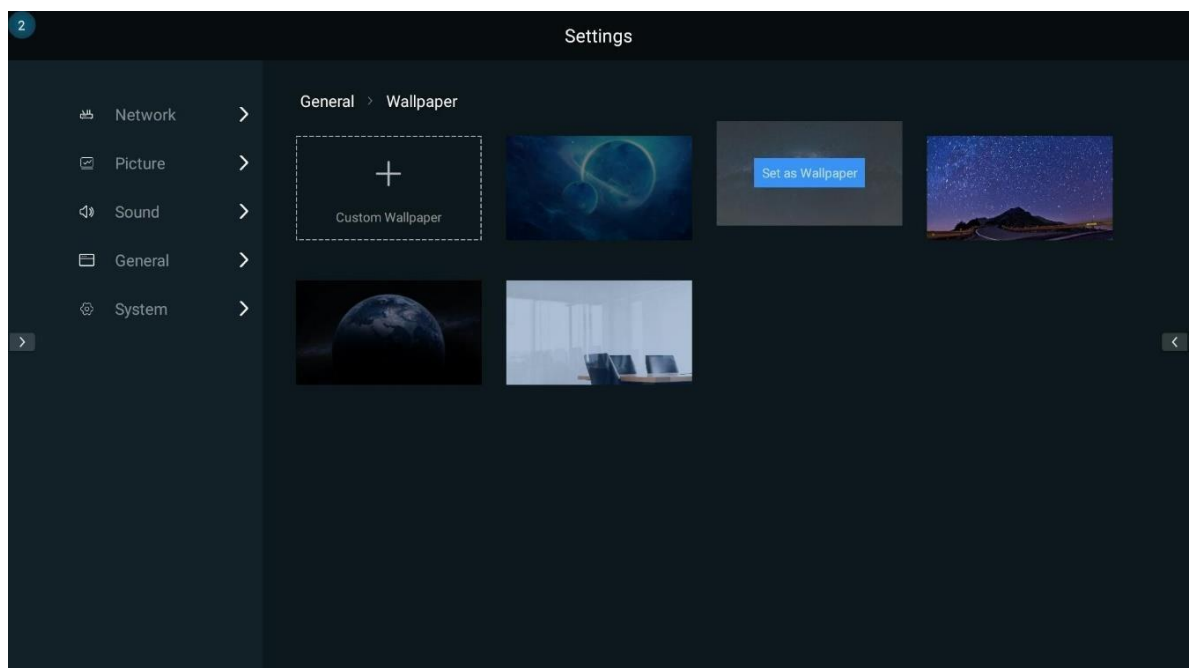 2
Settings
Network
Picture
Sound
General
System
General > Wallpaper
Custom Wallpaper
Set as Wallpaper